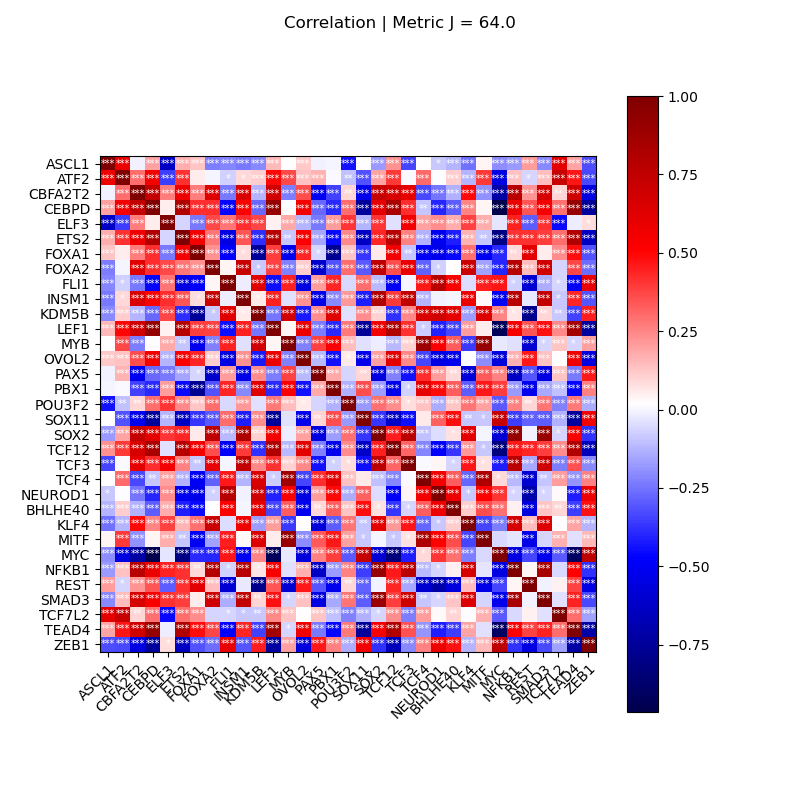 Correlation | Metric J = 64.0
ASCL1
ATF2
CBFA2T2
CEBPD
ELF3
ETS2
FOXA1
FOXA2
FLI1
INSM1
KDM5B
LEF1
MYB
OVOL2
PAX5
PBX1
POU3F2
SOX11
SOX2
TCF12
TCF3
TCF4
NEUROD1
BHLHE40
KLF4
MITF
MYC
NFKB1
REST
SMAD3
TCF7L2
TEAD4
ZEB1
ASCL1
ATF2
CBFA2T2
CEBPD
ELF3
ETS2
FOXA1
FOXA2
FLI1
INSM1
KDM5B
LEF1
MYB
OVOL2
PAX5
PBX1
POU3F2
SOX11
SOX2
TCF12
TCF3
TCF4
NEUROD1
BHLHE40
KLF4
MITF
MYC
NFKB1
REST
SMAD3
TCF7L2
TEAD4
ZEB1
1.00
0.75
0.50
0.25
0.00
−0.25
−0.50
−0.75